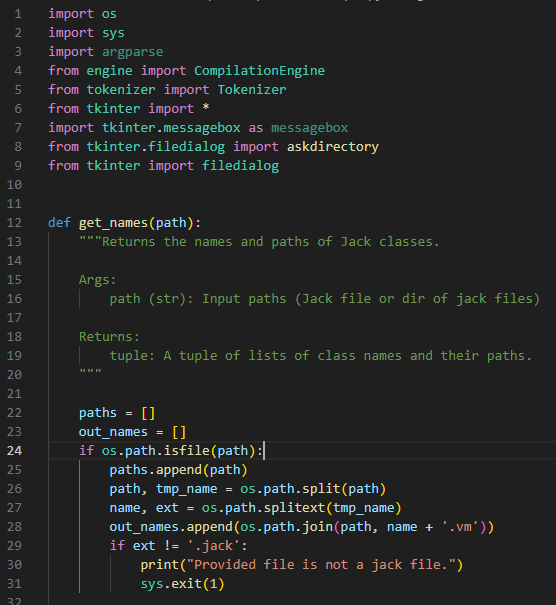 1 import os
2 import sys
3 import argparse
4 from engine import CompilationEngine
5 from tokenizer import Tokenizer
6 from tkinter import *
7 import tkinter.messagebox as messagebox
8 from tkinter.filedialog import askdirectory
9 from tkinter import filedialog
10
11
12 def get_names(path):
13     """Returns the names and paths of Jack classes.
14
15     Args:
16         path (str): Input paths (Jack file or dir of jack files)
17
18     Returns:
19         tuple: A tuple of lists of class names and their paths.
20     """
21
22     paths = []
23     out_names = []
24     if os.path.isfile(path):
25         paths.append(path)
26         path, tmp_name = os.path.split(path)
27         name, ext = os.path.splitext(tmp_name)
28         out_names.append(os.path.join(path, name + '.vm'))
29         if ext != '.jack':
30             print("Provided file is not a jack file.")
31             sys.exit(1)
32